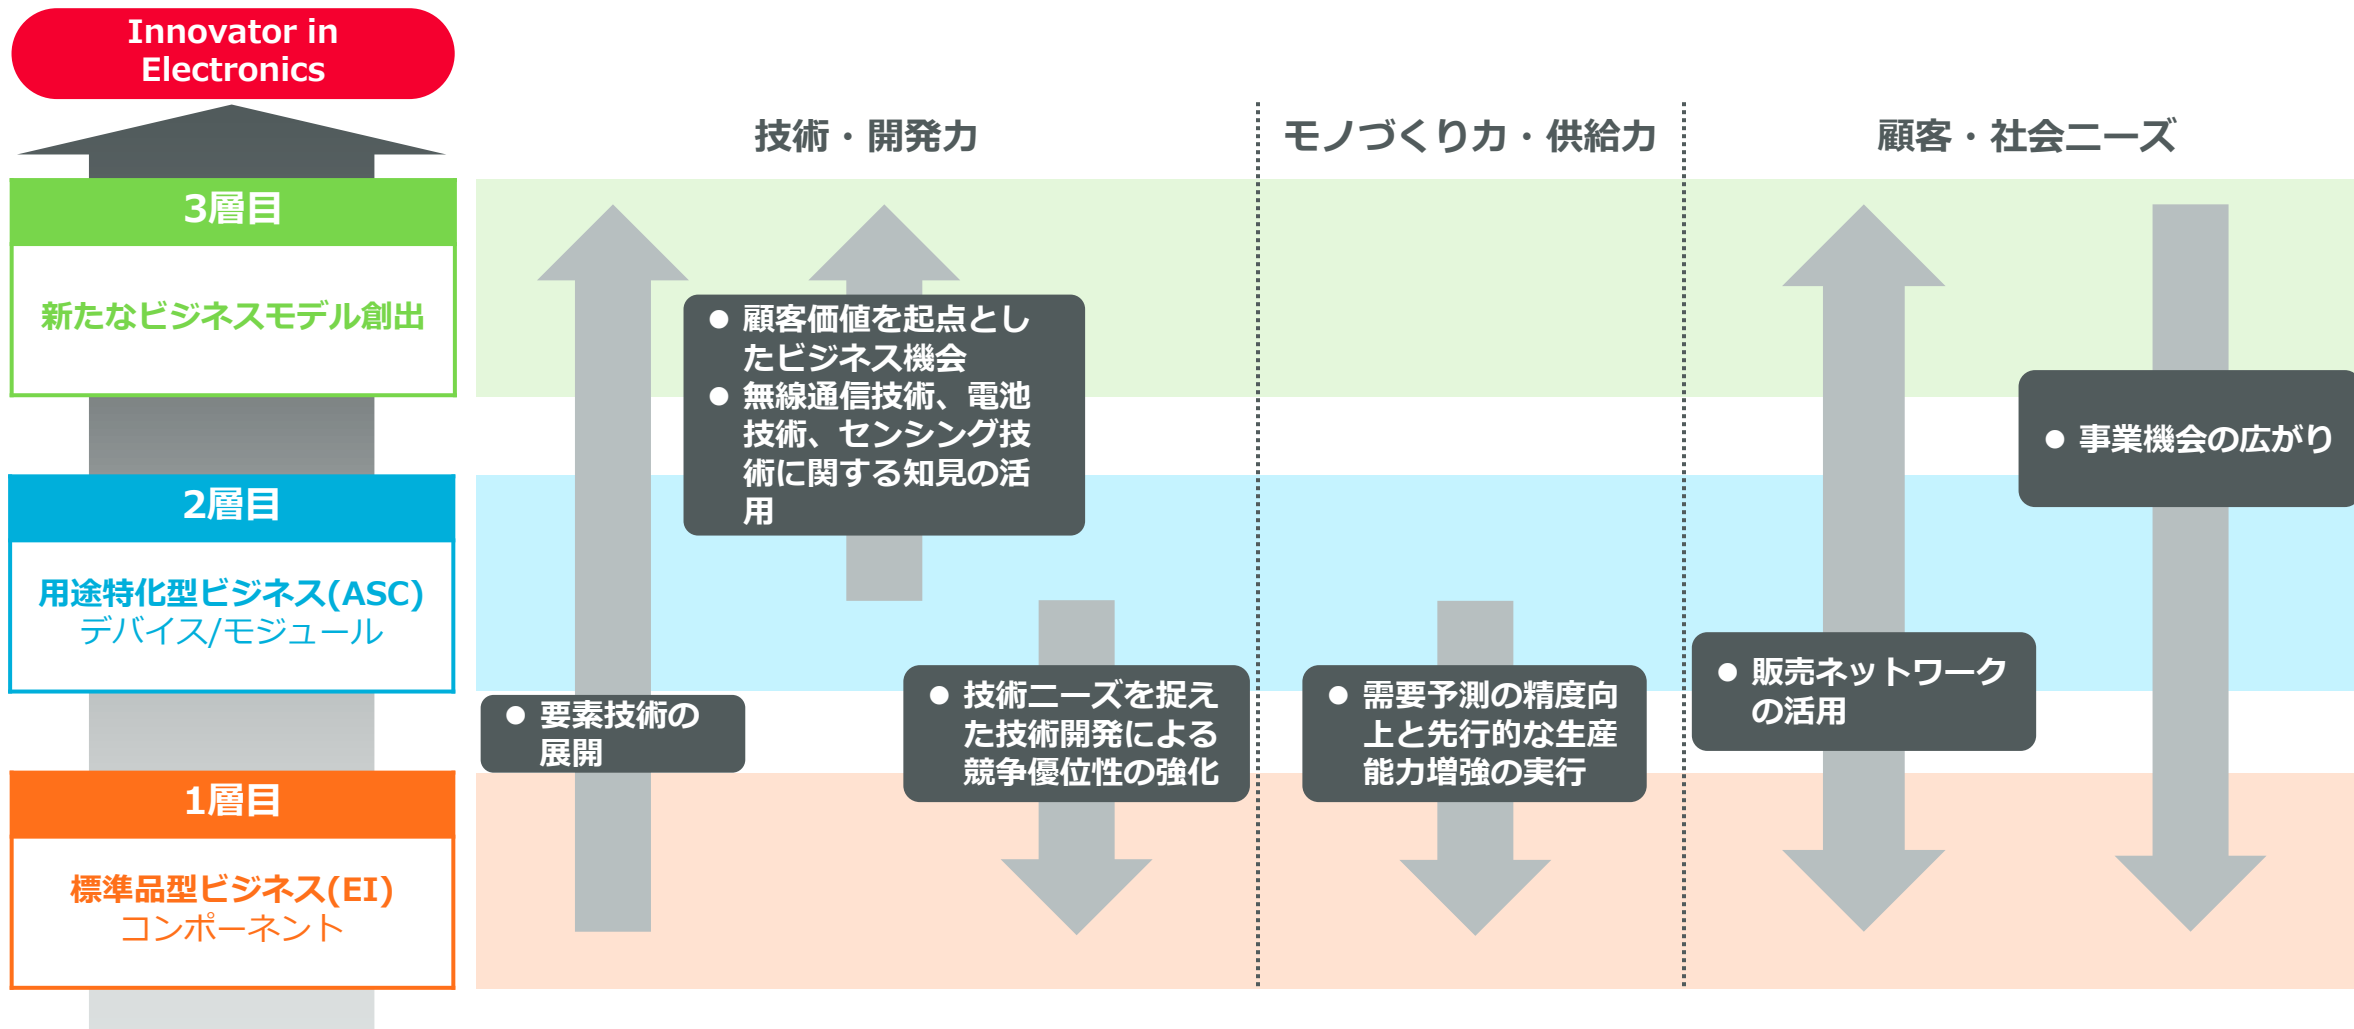 Innovator in
Electronics
技術・開発力
モノづくり力・供給力
顧客・社会ニーズ
3層目
新たなビジネスモデル創出
2層目
用途特化型ビジネス(ASC)
デバイス/モジュール
1層目
標準品型ビジネス(EI)
コンポーネント
● 要素技術の
展開
● 顧客価値を起点とし
たビジネス機会
● 無線通信技術、電池
技術、センシング技
術に関する知見の活
用
● 技術ニーズを捉え
た技術開発による
競争優位性の強化
● 需要予測の精度向
上と先行的な生産
能力増強の実行
● 販売ネットワーク
の活用
● 事業機会の広がり